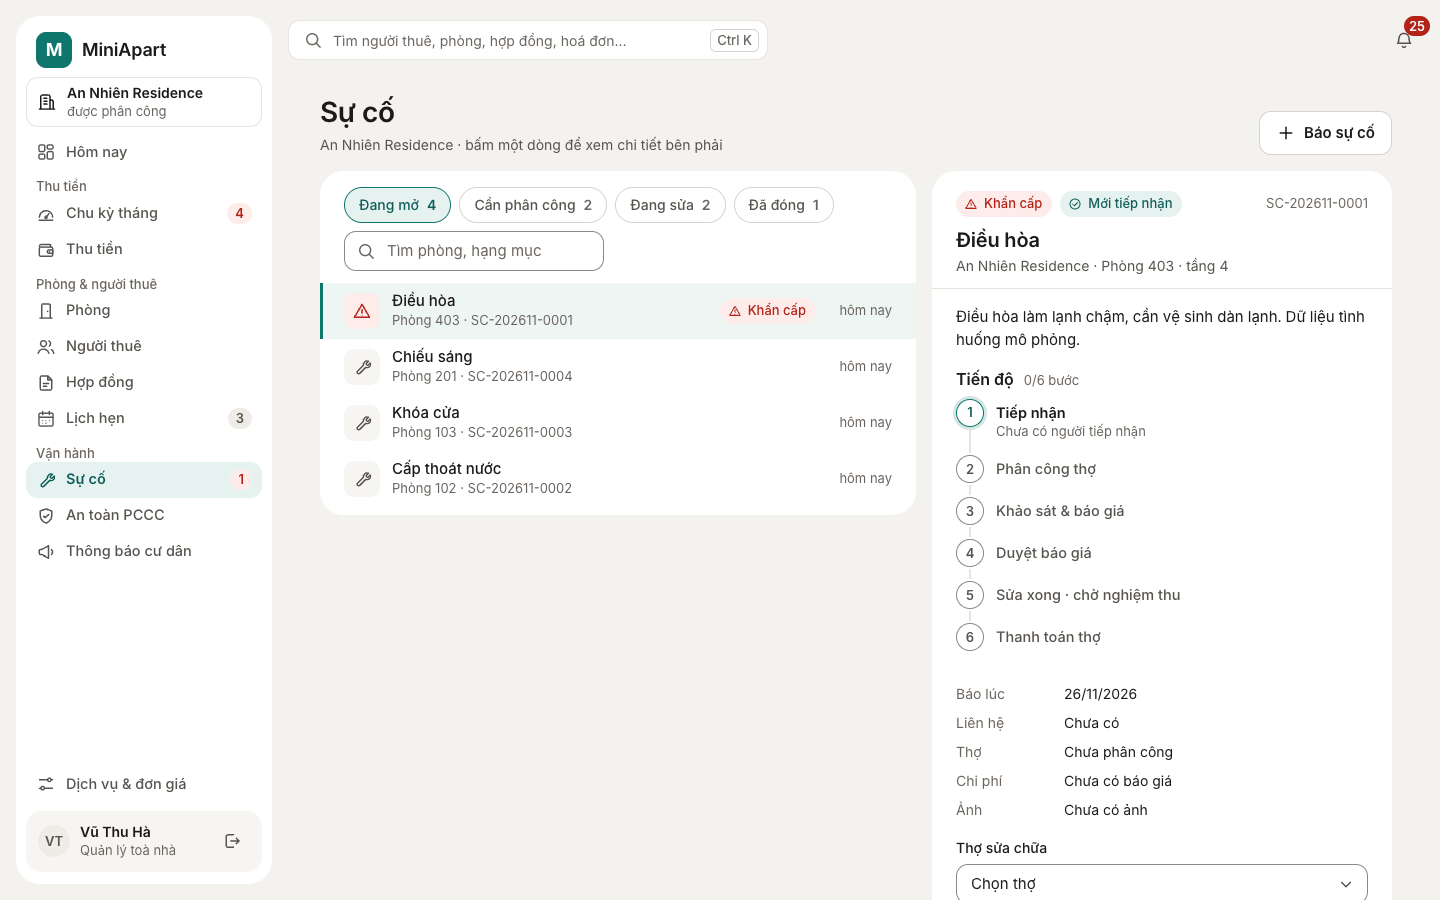 M MiniApart
An Nhiên Residence
được phân công
Hôm nay
Thu tiền
Chu kỳ tháng 4
Thu tiền
Phòng & người thuê
Phòng
Người thuê
Hợp đồng
Lịch hẹn 3
Vận hành
Sự cố 1
An toàn PCCC
Thông báo cư dân
Dịch vụ & đơn giá
VT
Vũ Thu Hà
Quản lý toà nhà
Tìm người thuê, phòng, hợp đồng, hoá đơn... Ctrl K
25
Sự cố
An Nhiên Residence · bấm một dòng để xem chi tiết bên phải
Báo sự cố
Đang mở 4 Cần phân công 2 Đang sửa 2 Đã đóng 1
Tìm phòng, hạng mục
Điều hòa
Phòng 403 · SC-202611-0001
Khẩn cấp hôm nay
Chiếu sáng
Phòng 201 · SC-202611-0004
hôm nay
Khóa cửa
Phòng 103 · SC-202611-0003
hôm nay
Cấp thoát nước
Phòng 102 · SC-202611-0002
hôm nay
Khẩn cấp Mới tiếp nhận SC-202611-0001
Điều hòa
An Nhiên Residence · Phòng 403 · tầng 4
Điều hòa làm lạnh chậm, cần vệ sinh dàn lạnh. Dữ liệu tình
huống mô phỏng.
Tiến độ 0/6 bước
1 Tiếp nhận
Chưa có người tiếp nhận
2 Phân công thợ
3 Khảo sát & báo giá
4 Duyệt báo giá
5 Sửa xong · chờ nghiệm thu
6 Thanh toán thợ
Báo lúc 26/11/2026
Liên hệ Chưa có
Thợ Chưa phân công
Chi phí Chưa có báo giá
Ảnh Chưa có ảnh
Thợ sửa chữa
Chọn thợ